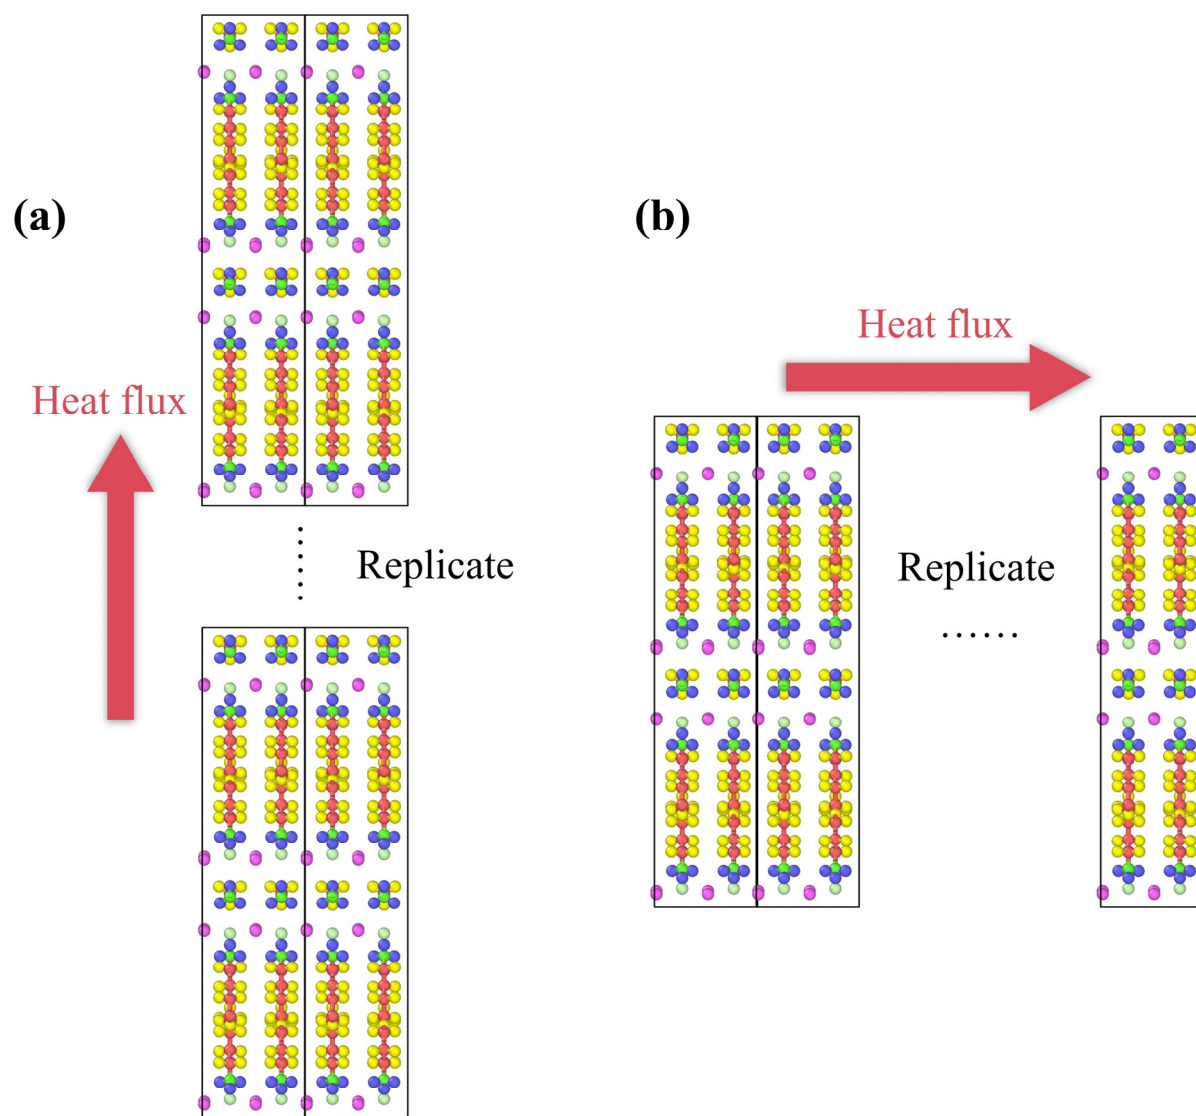 (a)
Heat flux
......
Replicate
(b)
Heat flux
Replicate
......